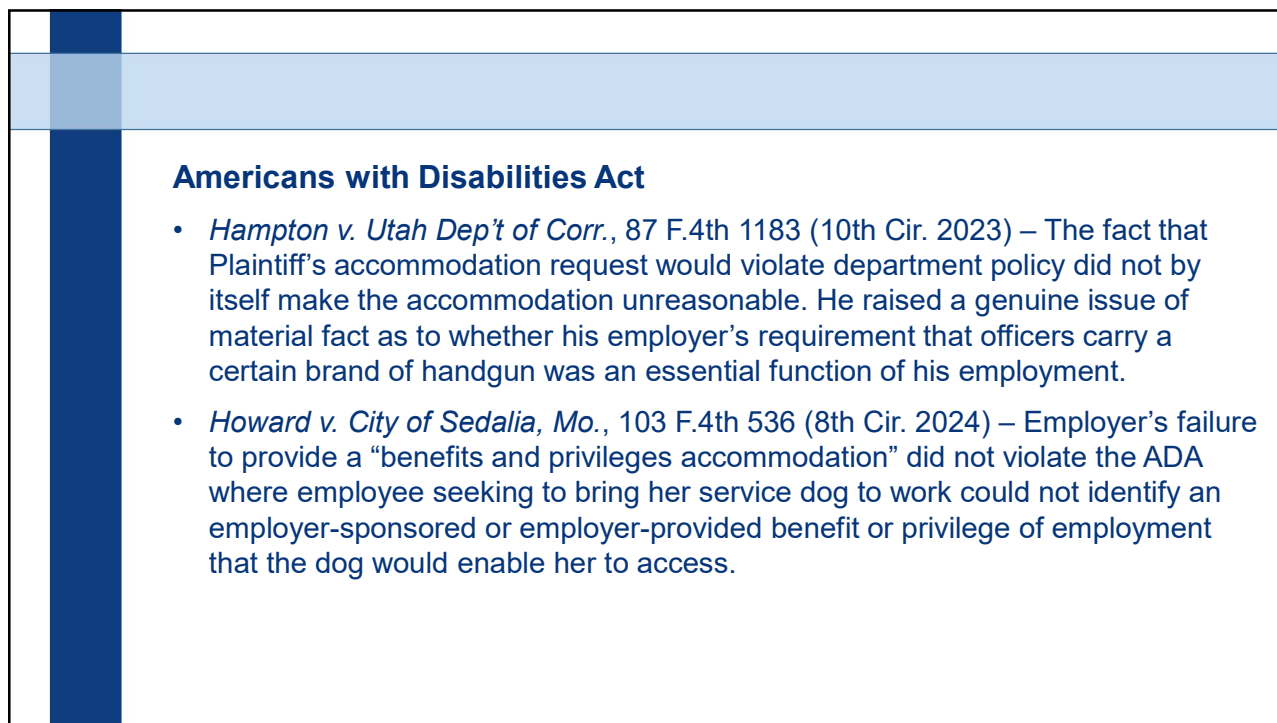 Americans with Disabilities Act
• Hampton v. Utah Dep’t of Corr., 87 F.4th 1183 (10th Cir. 2023) – The fact that
Plaintiff’s accommodation request would violate department policy did not by
itself make the accommodation unreasonable. He raised a genuine issue of
material fact as to whether his employer’s requirement that officers carry a
certain brand of handgun was an essential function of his employment.
• Howard v. City of Sedalia, Mo., 103 F.4th 536 (8th Cir. 2024) – Employer’s failure
to provide a “benefits and privileges accommodation” did not violate the ADA
where employee seeking to bring her service dog to work could not identify an
employer-sponsored or employer-provided benefit or privilege of employment
that the dog would enable her to access.